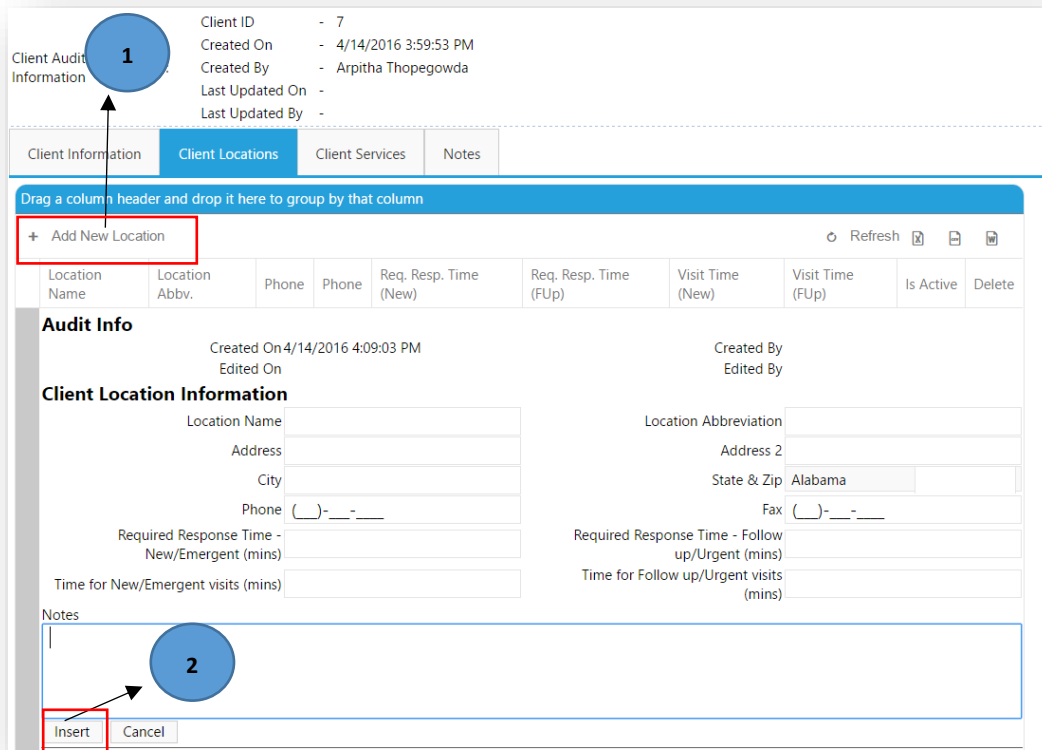 Client ID - 7
Created On - 4/14/2016 3:59:53 PM
Client Audit
Information
1
Created By - Arpitha Thopegowda
Last Updated On -
Last Updated By -
Client Information Client Locations Client Services Notes
Drag a column header and drop it here to group by that column
+ Add New Location Refresh
Location Name Location Abbv. Phone Phone Req. Resp. Time (New) Req. Resp. Time (FUp) Visit Time (New) Visit Time (FUp) Is Active Delete
Audit Info
Created On 4/14/2016 4:09:03 PM Created By
Edited On Edited By
Client Location Information
Location Name Location Abbreviation
Address Address 2
City State & Zip Alabama
Phone (___)-___-____ Fax (___)-___-____
Required Response Time - New/Emergent (mins) Required Response Time - Follow up/Urgent (mins)
Time for New/Emergent visits (mins) Time for Follow up/Urgent visits (mins)
Notes
2
Insert Cancel